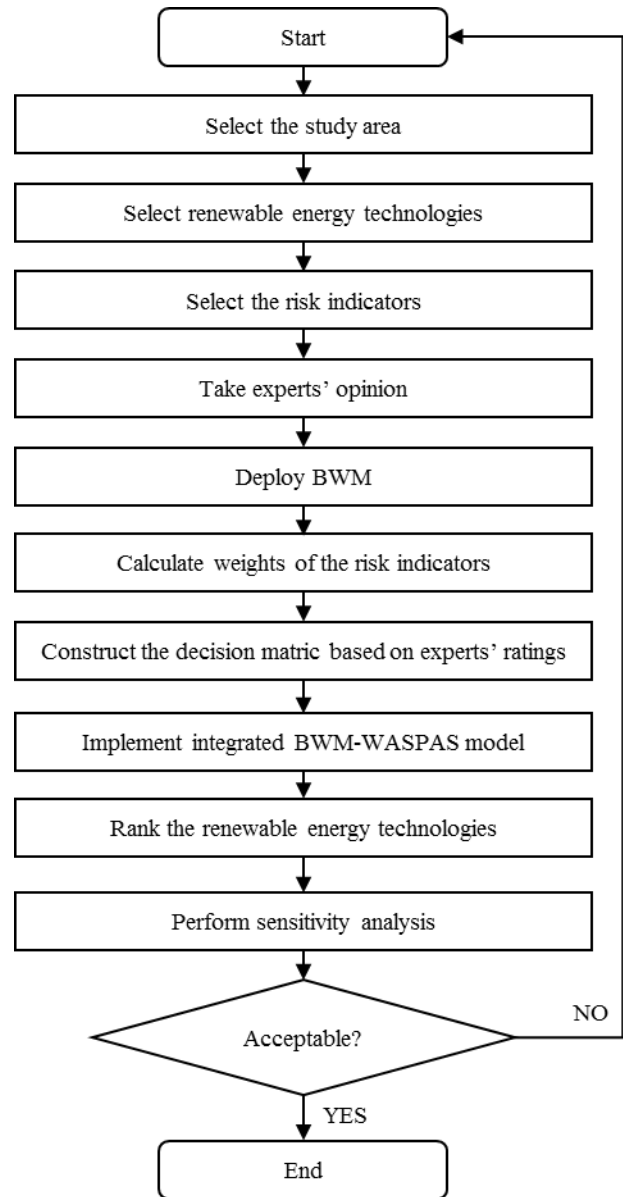 Start
Select the study area
Select renewable energy technologies
Select the risk indicators
Take experts’ opinion
Deploy BWM
Calculate weights of the risk indicators
Construct the decision matric based on experts’ ratings
Implement integrated BWM-WASPAS model
Rank the renewable energy technologies
Perform sensitivity analysis
Acceptable?
NO
YES
End